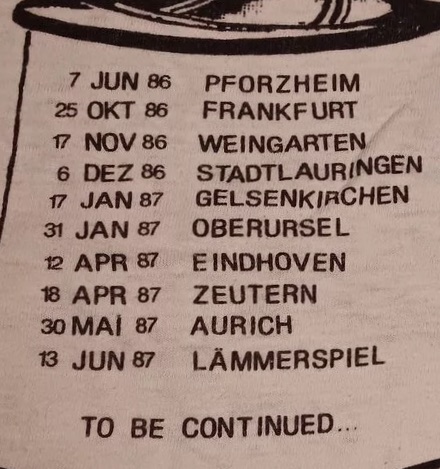 7 JUN 86 PFORZHEIM
25 OKT 86 FRANKFURT
17 NOV 86 WEINGARTEN
6 DEZ 86 STADTLAURINGEN
17 JAN 87 GELSENKIRCHEN
31 JAN 87 OBERURSEL
12 APR 87 EINDHOVEN
18 APR 87 ZEUTERN
30 MAI 87 AURICH
13 JUN 87 LÄMMERSPIEL
TO BE CONTINUED...